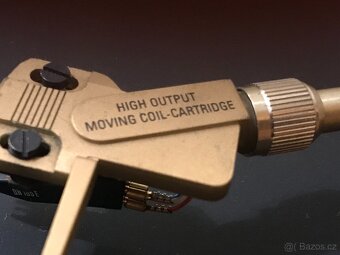 HIGH OUTPUT
MOVING COIL-CARTRIDGE
© Bazos.cz